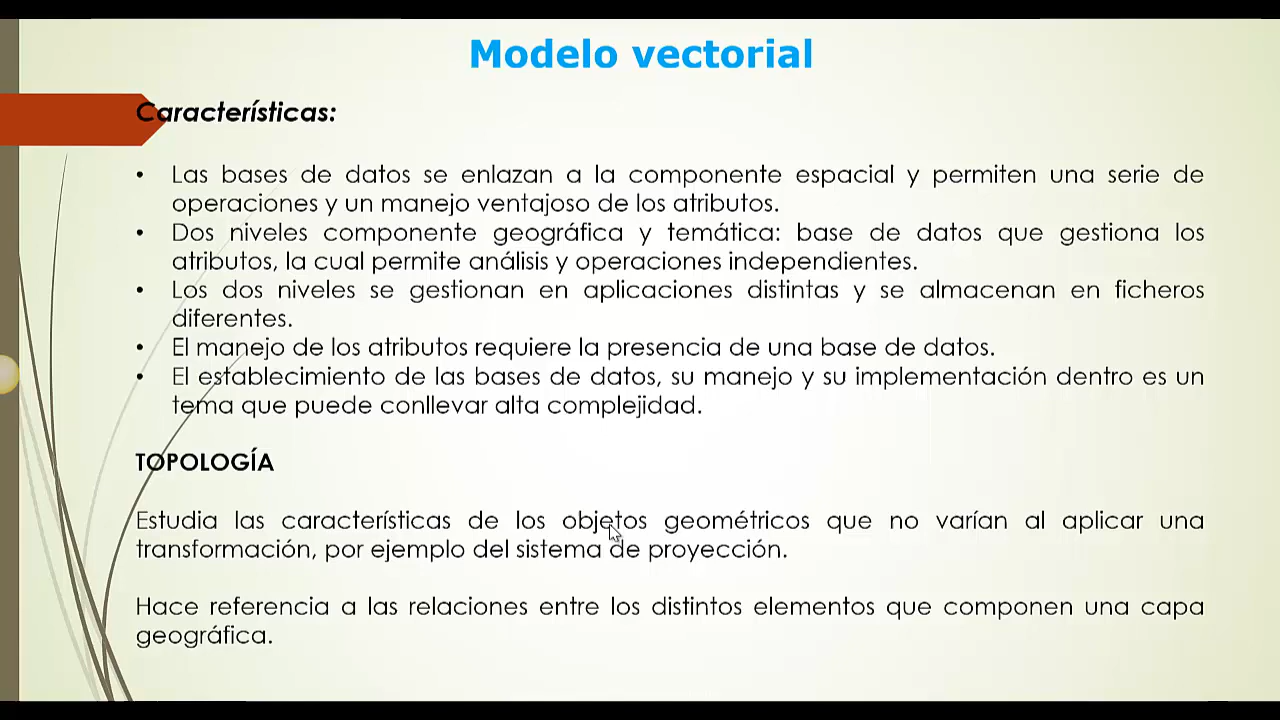 Modelo vectorial
Características:
• Las bases de datos se enlazan a la componente espacial y permiten una serie de
operaciones y un manejo ventajoso de los atributos.
• Dos niveles componente geográfica y temática: base de datos que gestiona los
atributos, la cual permite análisis y operaciones independientes.
• Los dos niveles se gestionan en aplicaciones distintas y se almacenan en ficheros
diferentes.
• El manejo de los atributos requiere la presencia de una base de datos.
• El establecimiento de las bases de datos, su manejo y su implementación dentro es un
tema que puede conllevar alta complejidad.
TOPOLOGÍA
Estudia las características de los objetos geométricos que no varían al aplicar una
transformación, por ejemplo del sistema de proyección.
Hace referencia a las relaciones entre los distintos elementos que componen una capa
geográfica.